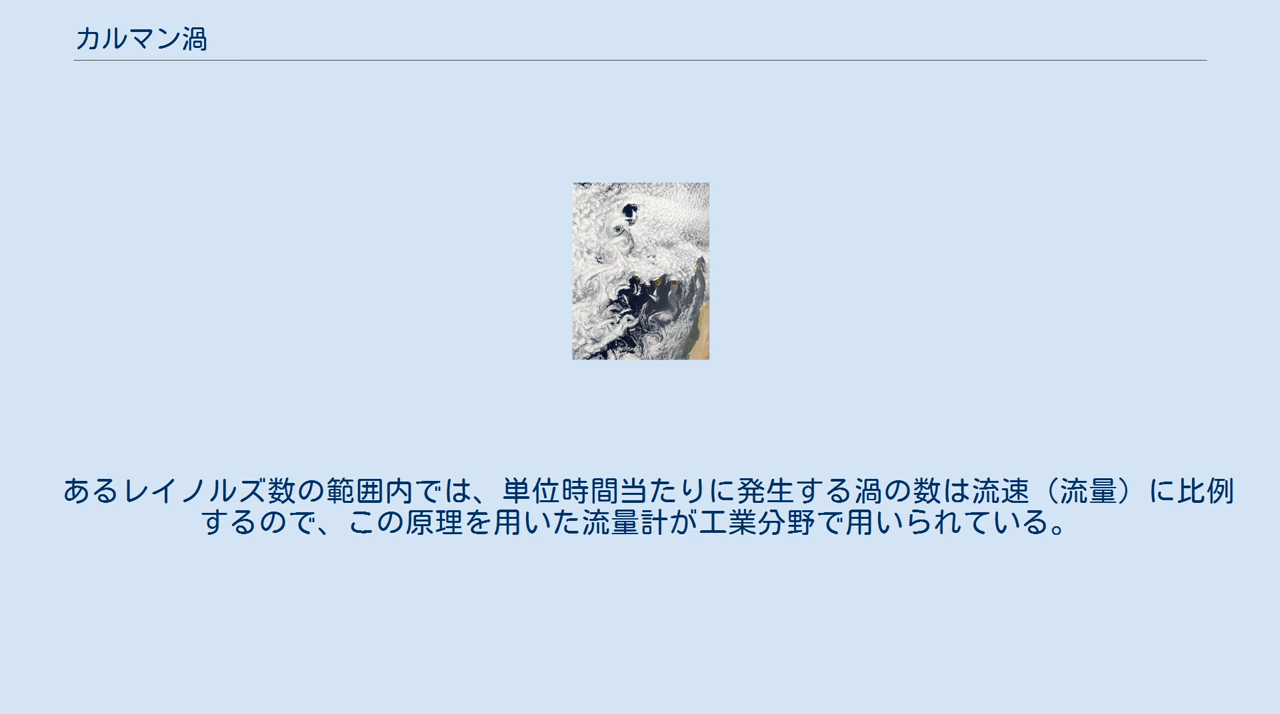 カルマン渦
あるレイノルズ数の範囲内では、単位時間当たりに発生する渦の数は流速（流量）に比例
するので、この原理を用いた流量計が工業分野で用いられている。